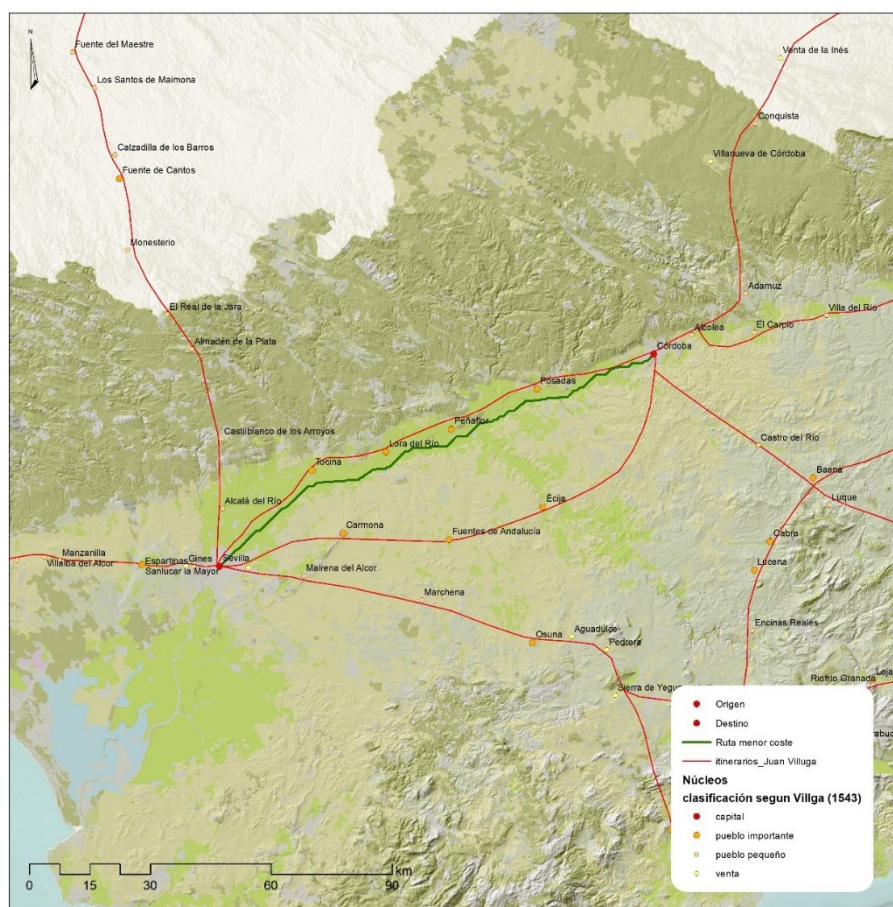 N
Fuente del Maestre
Venta de la Inés
Los Santos de Maimona
Conquista
Calzadilla de los Barros
Villanueva de Córdoba
Fuente de Cantos
Monesterio
Adamuz
El Real de la Jara
Villa del Río
Alcolea
El Carpio
Almadén de la Plata
Córdoba
Posadas
Castilblanco de los Arroyos
Peñaflor
Castro del Río
Lora del Río
Tocina
Baena
Alcalá del Río
Écija
Luque
Carmona
Fuentes de Andalucía
Cabra
Manzanilla
Gines
Sevilla
Villalba del Alcor
Espartinas
Sanlucar la Mayor
Mairena del Alcor
Lucena
Marchena
Encinas Reales
Osuna
Aguadulce
Pedrera
Riofrío Granada
Loja
Sierra de Yegua
Origen
Destino
Ruta menor coste
itinerarios_Juan Villuga
Núcleos
clasificación segun Villga (1543)
capital
pueblo importante
pueblo pequeño
venta
km
0 15 30 60 90